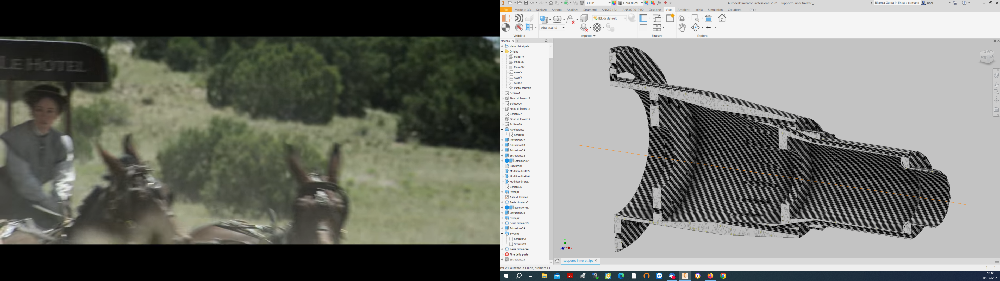 LE HOTEL
CFRP
Fibra di car
Autodesk Inventor Professional 2021 supporto inner tracker _5
Ricerca Guida in linea e comand
bosi
File Modello 3D Schizzo Annota Analizza Strumenti ANSYS 18.1 ANSYS 2019 R2 Gestione Vista Ambienti Inizia Simulation Collabora
IBL di default
Alta qualità
Visibilità Aspetto Finestre Esplora
Modello
Vista: Principale
Origine
Piano YZ
Piano XZ
Piano XY
Asse X
Asse Y
Asse Z
Punto centrale
Schizzo1
Piano di lavoro13
Schizzo26
Piano di lavoro14
Schizzo27
Piano di lavoro12
Schizzo29
Rivoluzione3
Schizzo1
Estrusione27
Estrusione28
Estrusione29
Estrusione32
Estrusione34
Raccordo1
Modifica diretta5
Modifica diretta6
Modifica diretta7
Schizzo35
Sweep1
Asse di lavoro5
Serie circolare2
Estrusione37
Estrusione38
Sweep2
Serie circolare3
Estrusione39
Sweep3
Schizzo42
Schizzo43
Serie circolare4
Fine della parte
Estrusione25
FRONTE
supporto inner tr...ipt
Per visualizzare la Guida, premere F1
1 1
18:08
05/06/2023